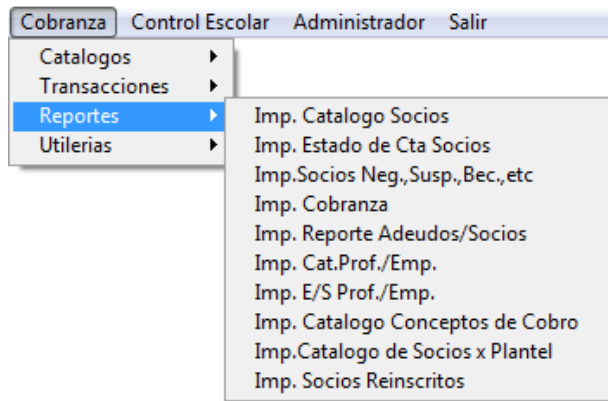 Cobranza Control Escolar Administrador Salir
Catalogos
Transacciones
Reportes
Utilerias
Imp. Catalogo Socios
Imp. Estado de Cta Socios
Imp.Socios Neg.,Susp.,Bec.,etc
Imp. Cobranza
Imp. Reporte Adeudos/Socios
Imp. Cat.Prof./Emp.
Imp. E/S Prof./Emp.
Imp. Catalogo Conceptos de Cobro
Imp.Catalogo de Socios x Plantel
Imp. Socios Reinscritos